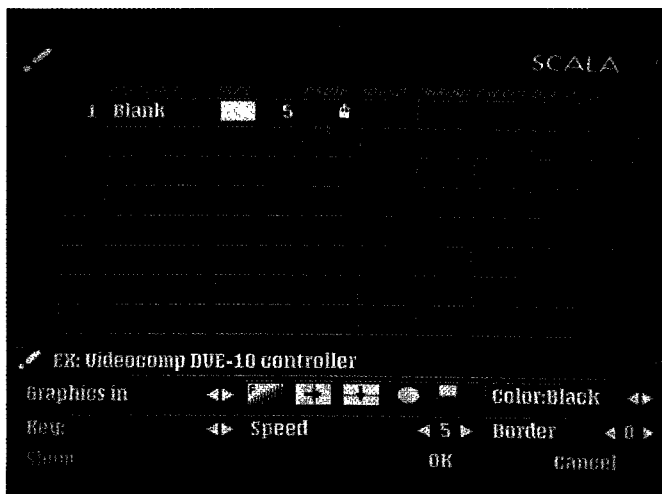 SCALA
1 Blank 5
EX: Videocomp DVE-10 controller
Graphics in Color:Black
Key: Speed 5 Border 0
Show OK Cancel